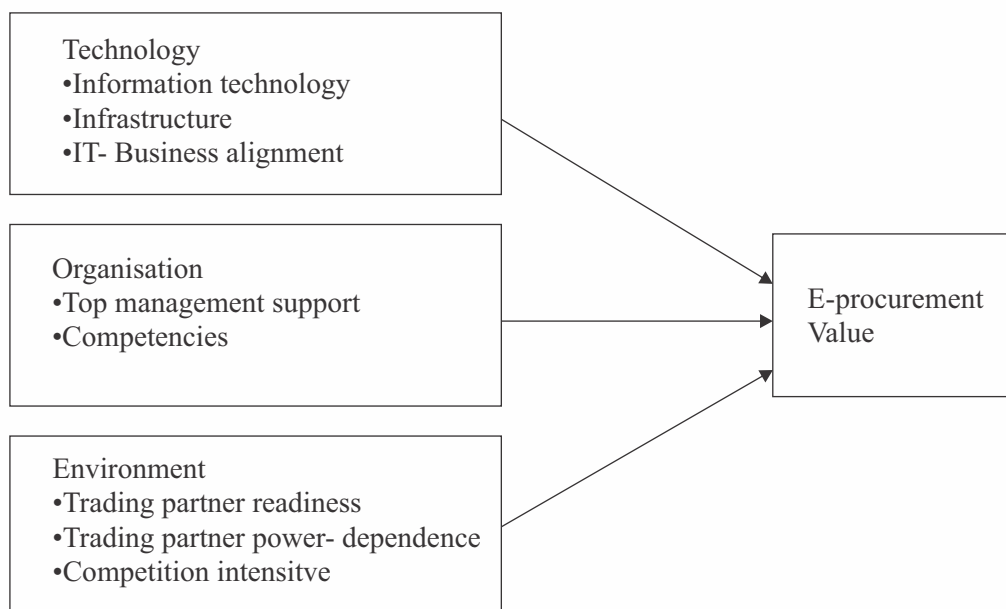 Technology
•Information technology
•Infrastructure
•IT- Business alignment
Organisation
•Top management support
•Competencies
Environment
•Trading partner readiness
•Trading partner power- dependence
•Competition intensitve
E-procurement
Value